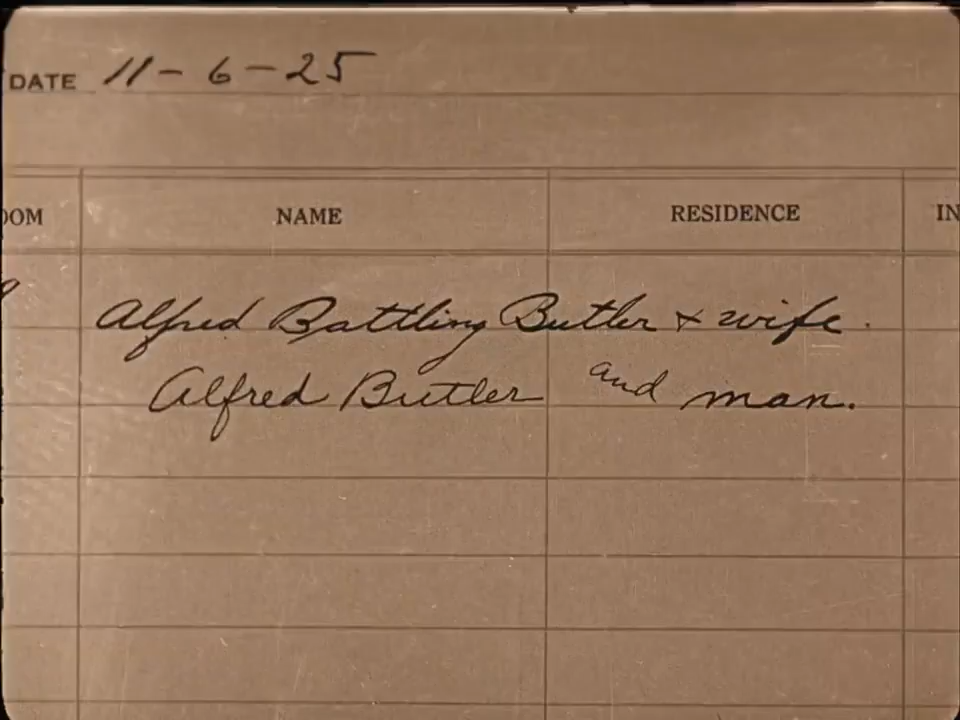 DATE 11-6-25
OOM NAME RESIDENCE IN
Alfred Battling Butler & wife.
Alfred Butler and man.